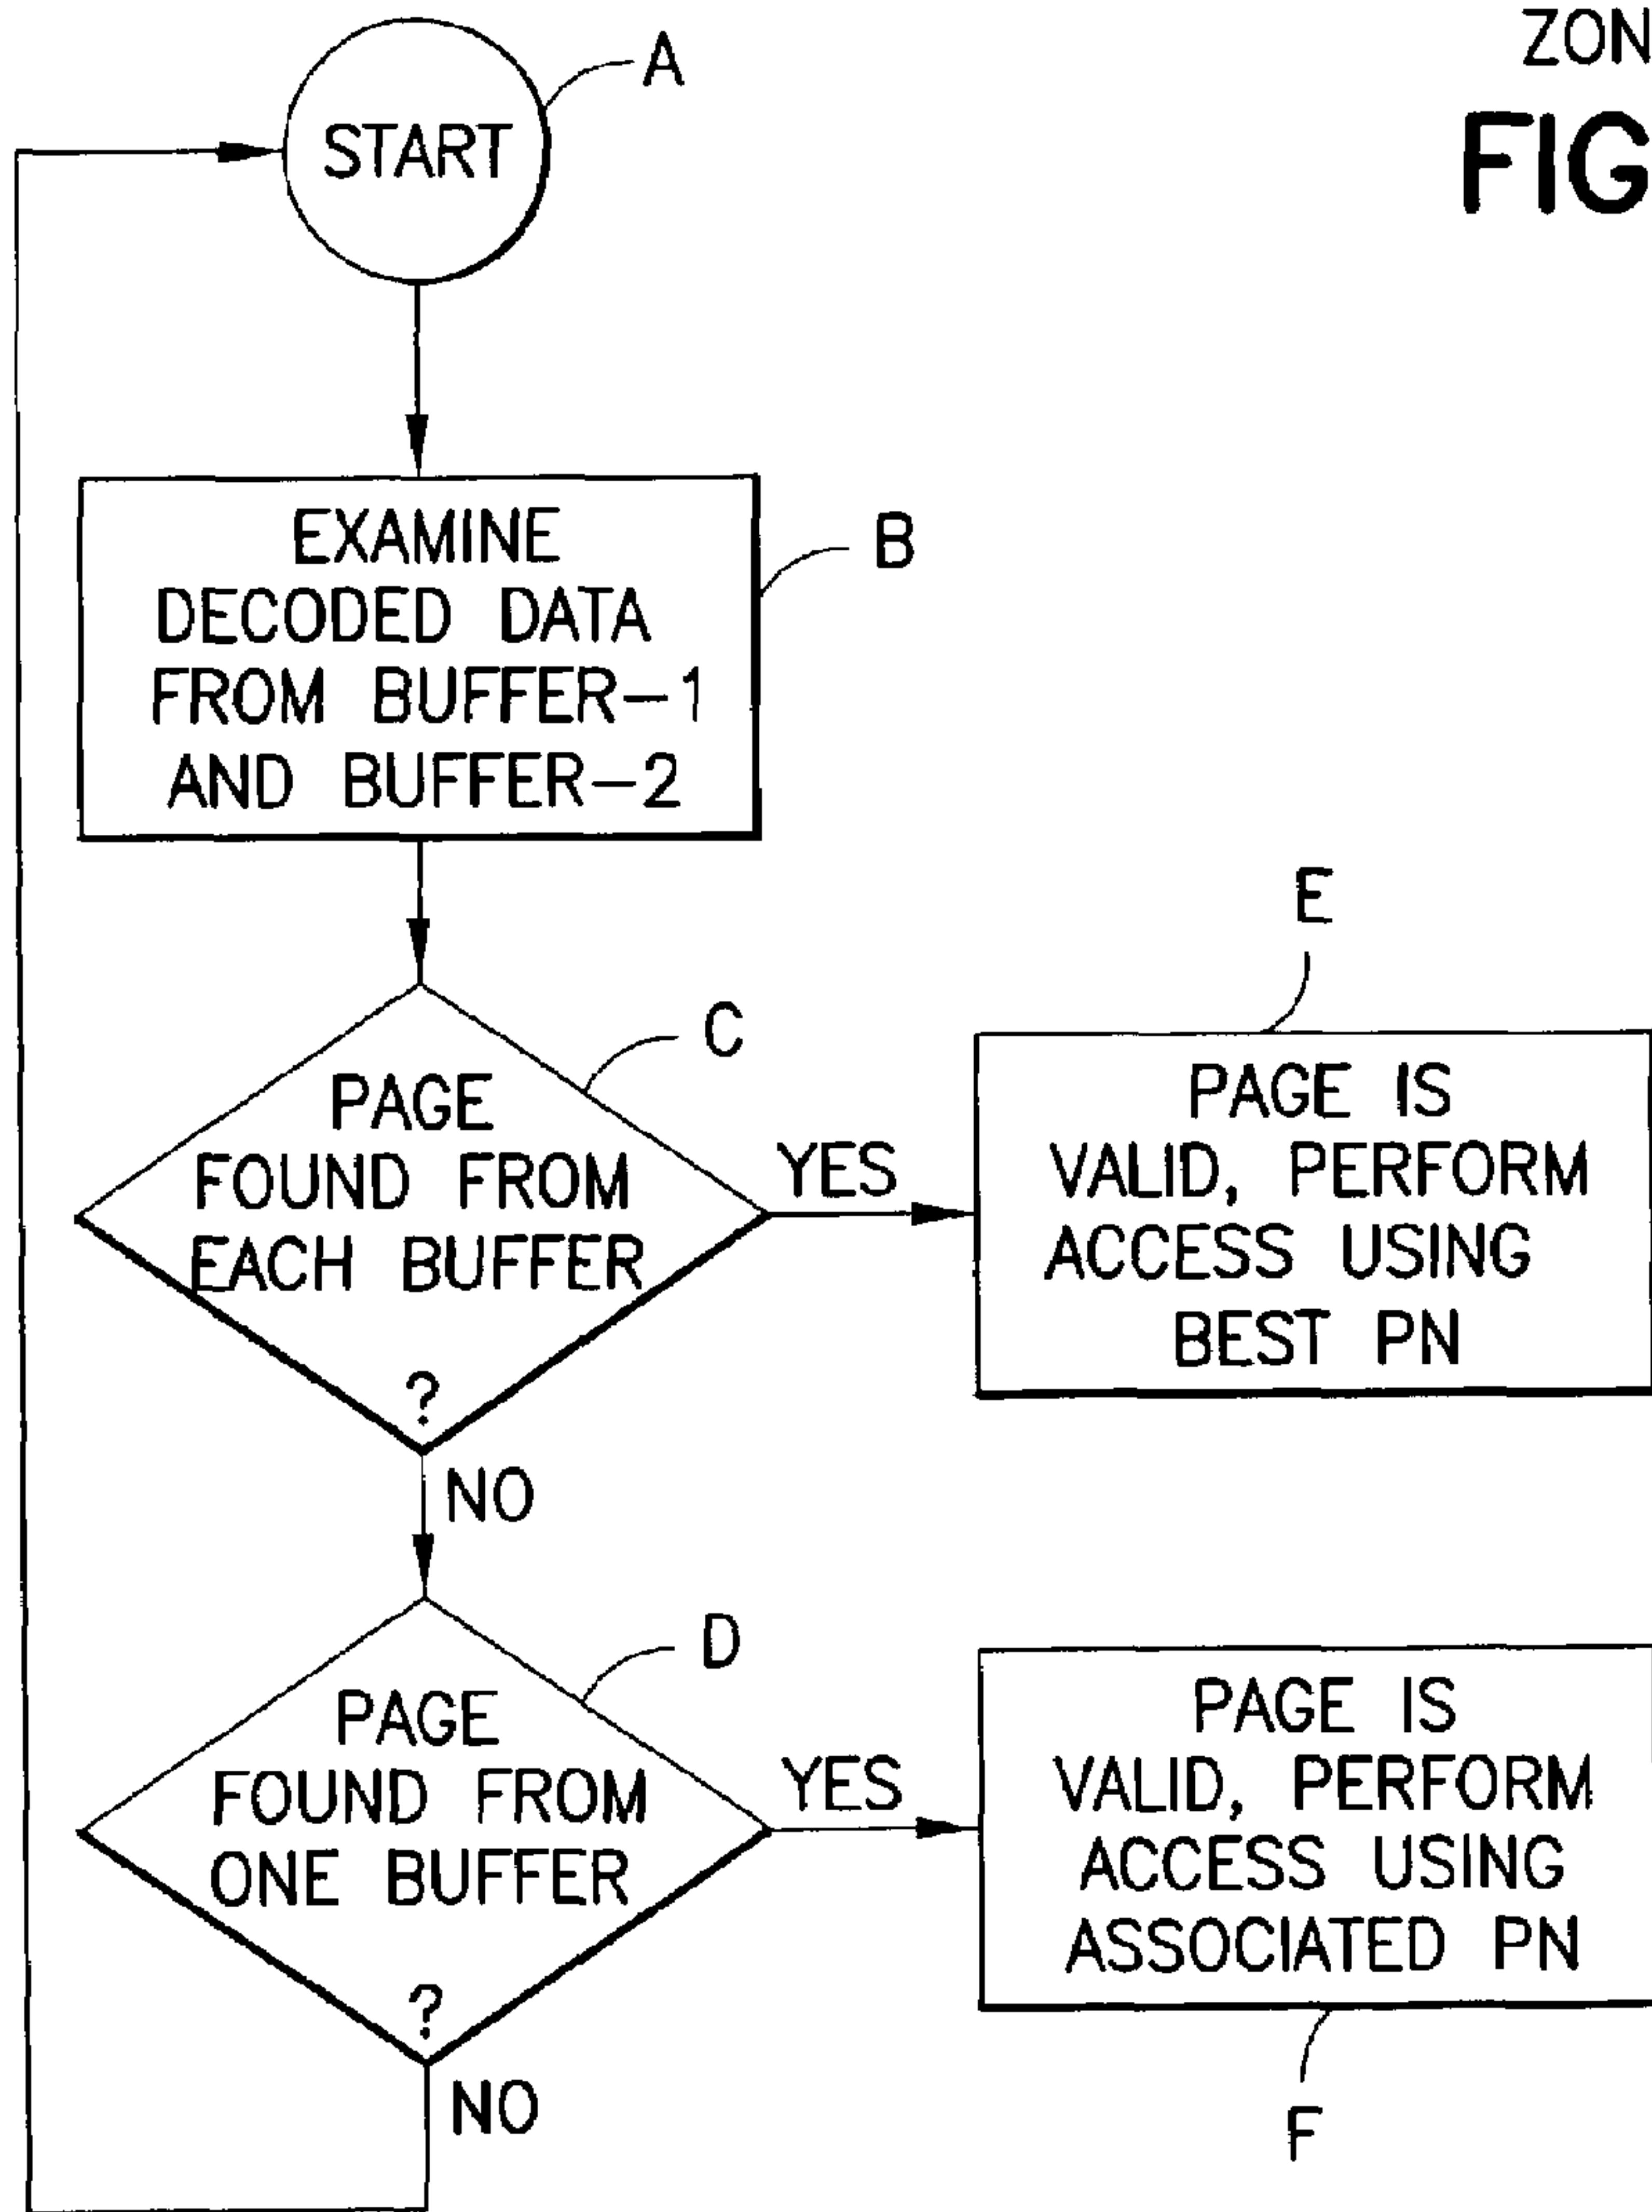 ZON
FIG
A
START
B
EXAMINE
DECODED DATA
FROM BUFFER-1
AND BUFFER-2
C
PAGE
FOUND FROM
EACH BUFFER
?
YES
E
PAGE IS
VALID, PERFORM
ACCESS USING
BEST PN
NO
D
PAGE
FOUND FROM
ONE BUFFER
?
YES
PAGE IS
VALID, PERFORM
ACCESS USING
ASSOCIATED PN
F
NO